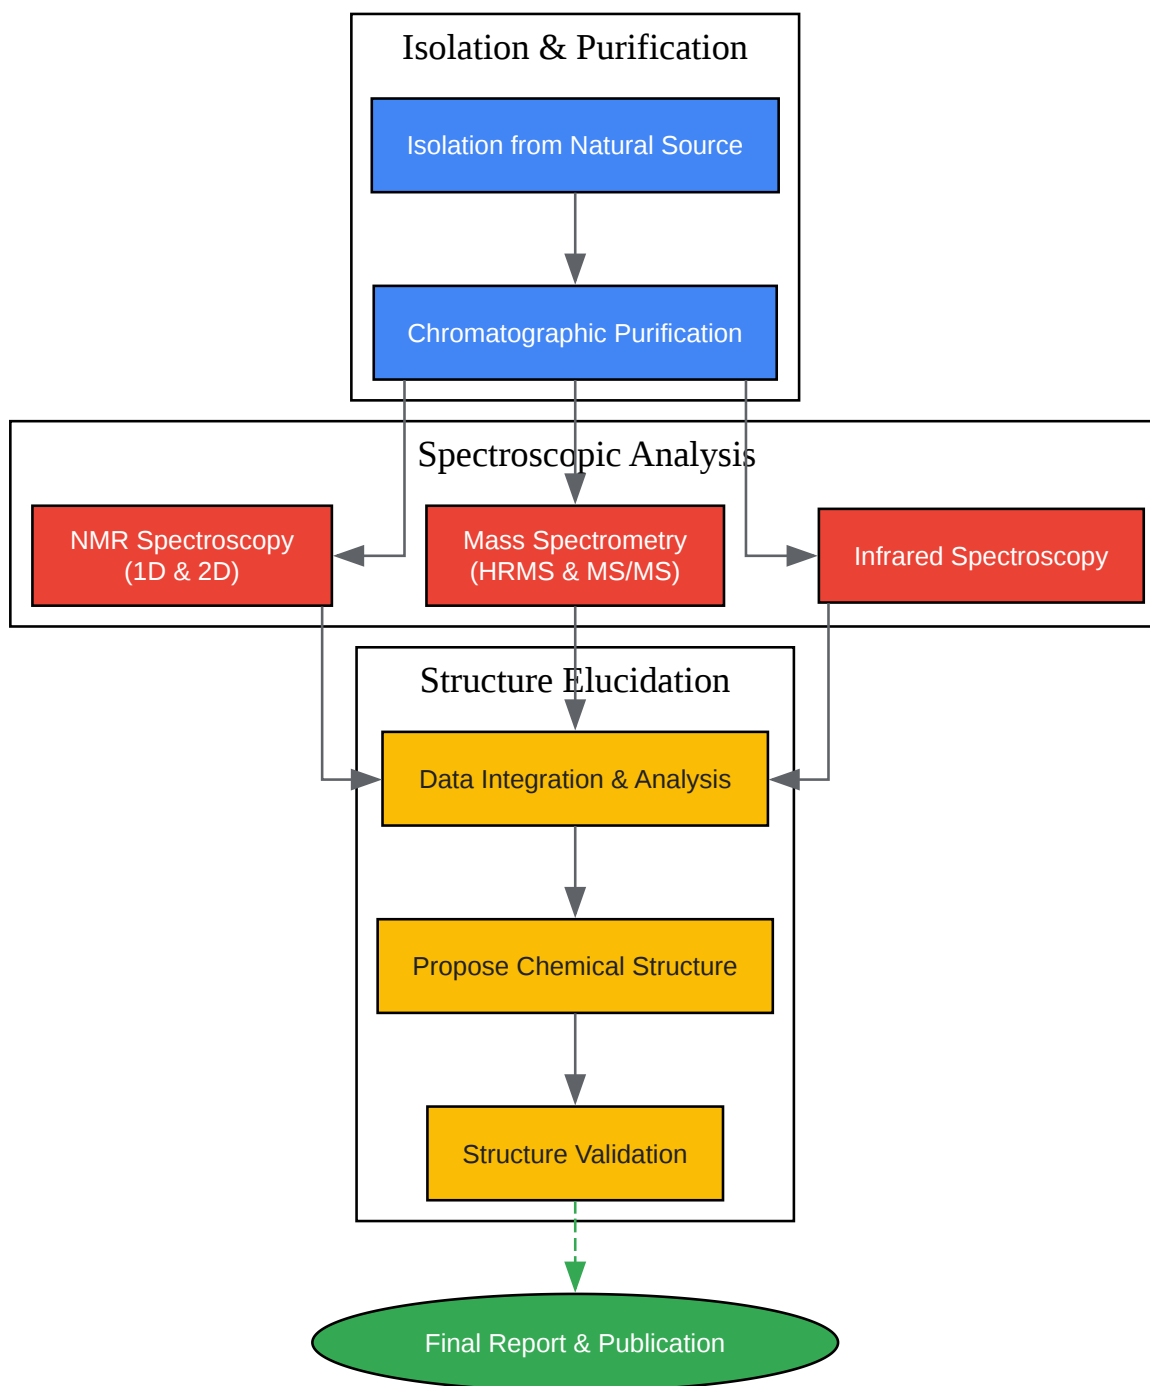 Isolation & Purification
Isolation from Natural Source
Chromatographic Purification
Spectroscopic Analysis
NMR Spectroscopy
(1D & 2D)
Mass Spectrometry
(HRMS & MS/MS)
Infrared Spectroscopy
Structure Elucidation
Data Integration & Analysis
Propose Chemical Structure
Structure Validation
Final Report & Publication